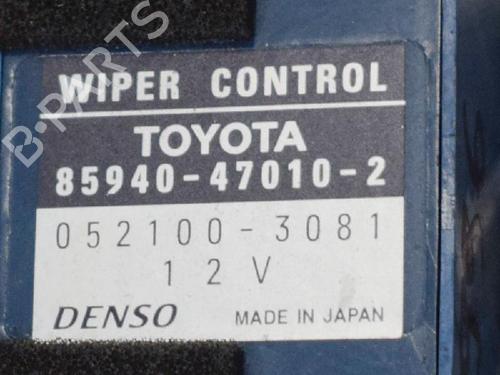 B-PARTS
WIPER CONTROL
TOYOTA
85940-47010-2
052100-3081
12V
DENSO MADE IN JAPAN